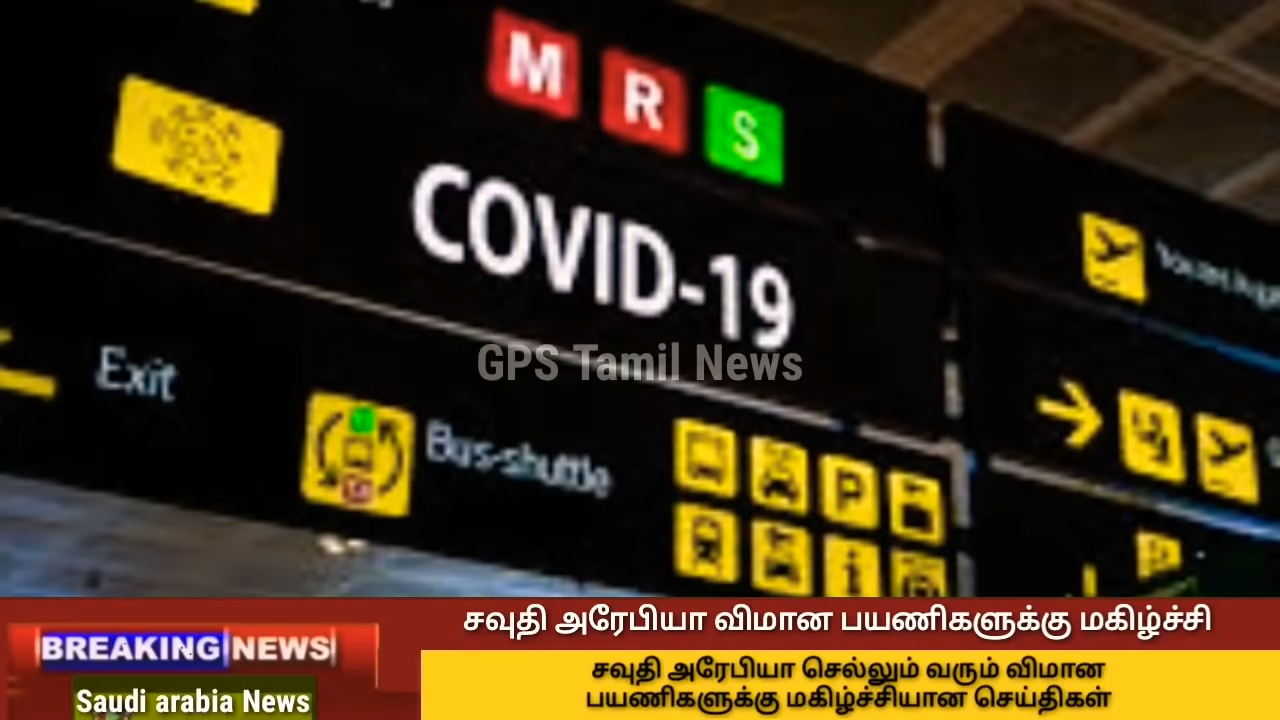 M R S
COVID-19
GPS Tamil News
Exit
Bus-shuttle
P
i
சவுதி அரேபியா விமான பயணிகளுக்கு மகிழ்ச்சி
BREAKING NEWS
சவுதி அரேபியா செல்லும் வரும் விமான
பயணிகளுக்கு மகிழ்ச்சியான செய்திகள்
Saudi arabia News